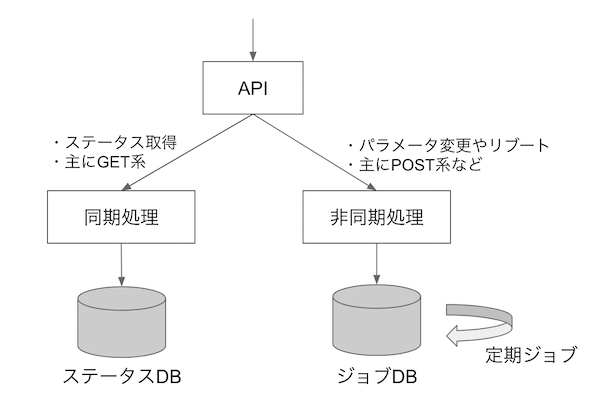 API
・ステータス取得
・主にGET系
・パラメータ変更やリブート
・主にPOST系など
同期処理
非同期処理
ステータスDB
ジョブDB
定期ジョブ